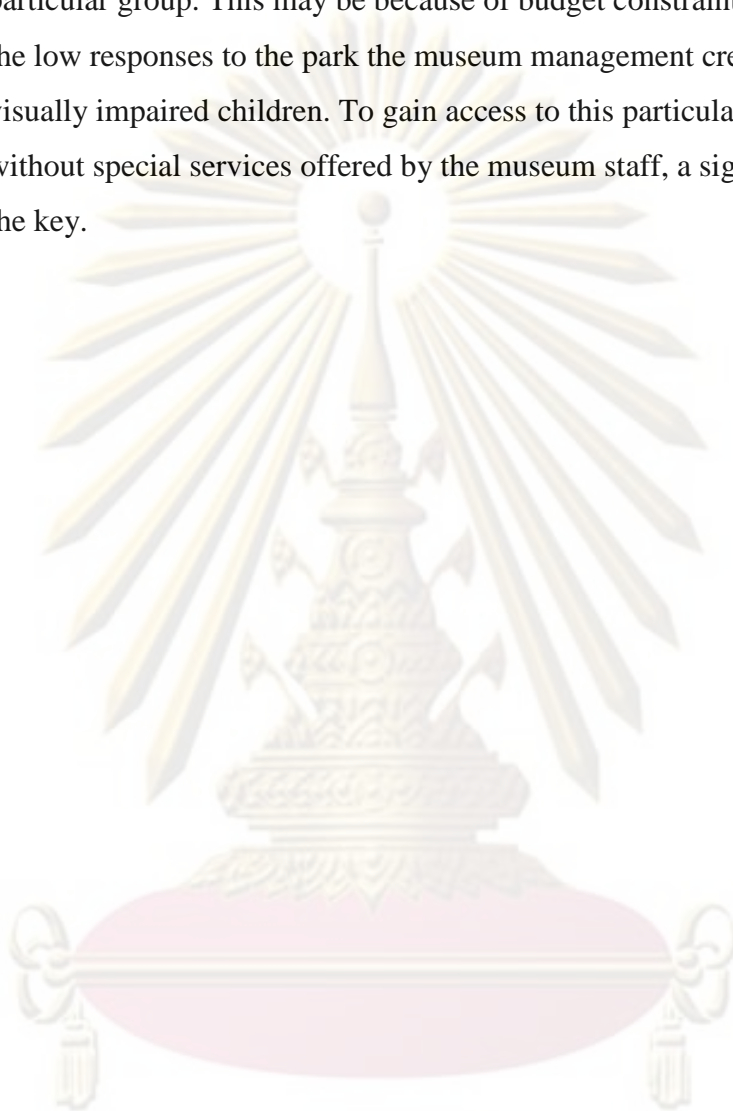 particular group. This may be because of budget constraint
the low responses to the park the museum management cre
visually impaired children. To gain access to this particula
without special services offered by the museum staff, a sig
the key.